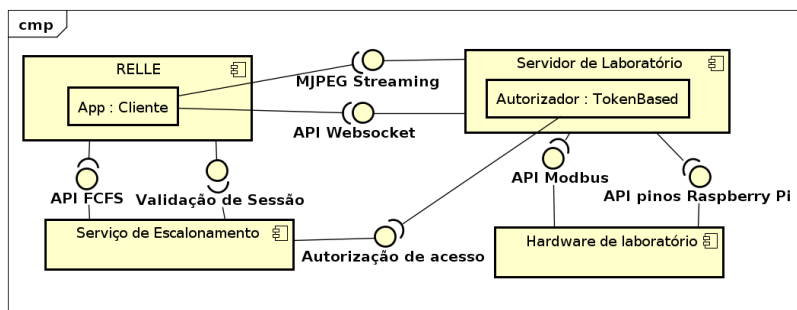 cmp
RELLE
App : Cliente
MJPEG Streaming
API Websocket
Servidor de Laboratório
Autorizador : TokenBased
API FCFS
Validação de Sessão
API Modbus
API pinos Raspberry Pi
Serviço de Escalonamento
Autorização de acesso
Hardware de laboratório